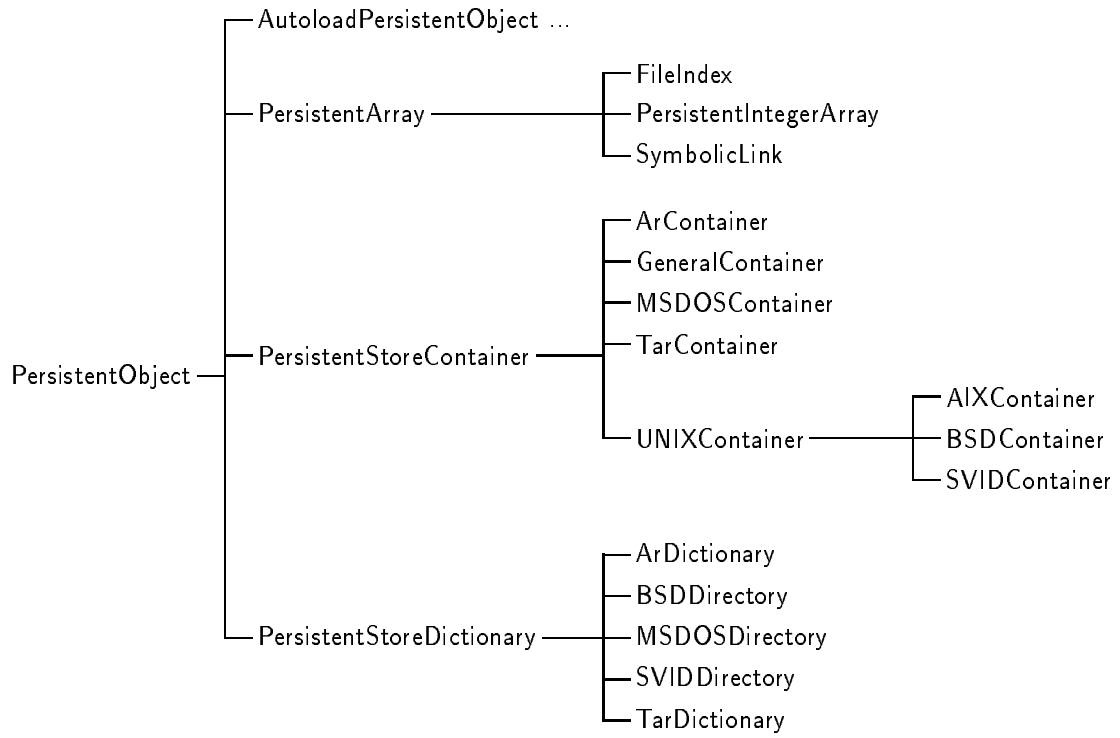 AutoloadPersistentObject ...
FileIndex
PersistentArray
PersistentIntegerArray
SymbolicLink
ArContainer
GeneralContainer
MSDOSContainer
TarContainer
PersistentStoreContainer
PersistentObject
AIXContainer
UNIXContainer
BSDContainer
SVIDContainer
ArDictionary
BSDDirectory
PersistentStoreDictionary
MSDOSDirectory
SVIDDirectory
TarDictionary